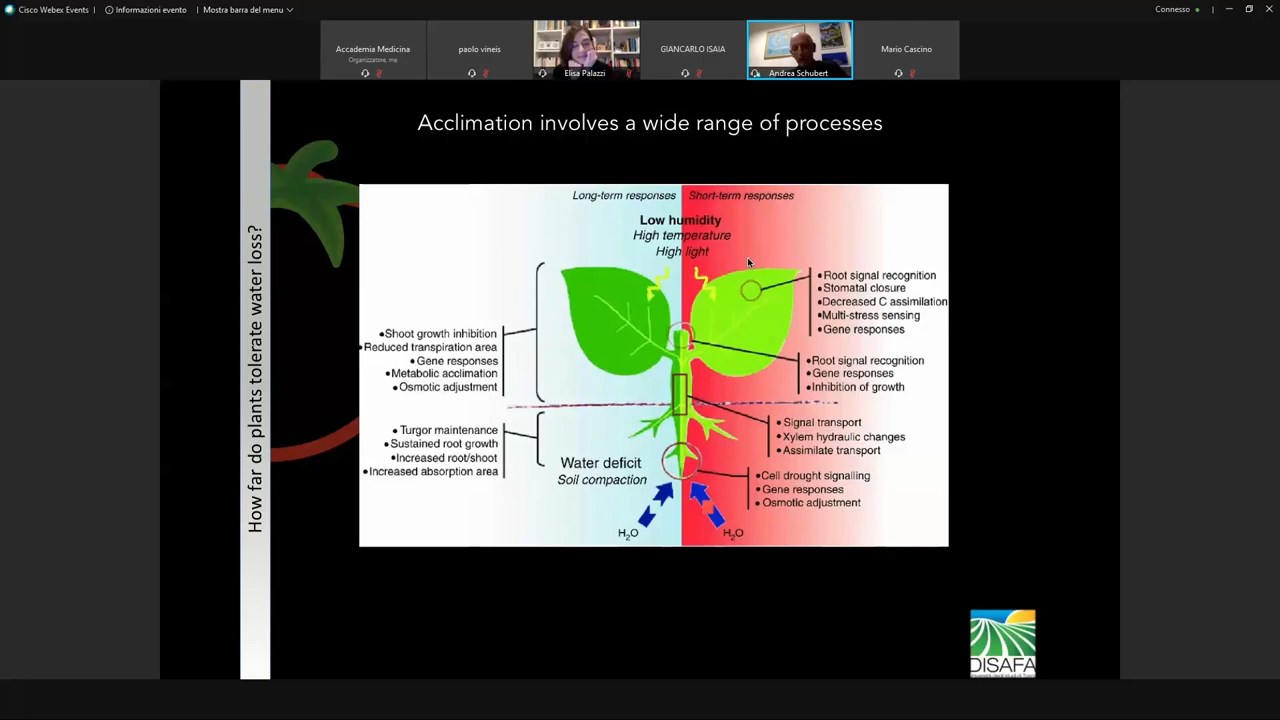 Cisco Webex Events
Informazioni evento
Mostra barra del menu
Connesso
Accademia Medicina
Organizzatore, me
paolo vineis
Elisa Palazzi
GIANCARLO ISAIA
Andrea Schubert
Mario Cascino
Acclimation involves a wide range of processes
How far do plants tolerate water loss?
Long-term responses
Short-term responses
Low humidity
High temperature
High light
•Shoot growth inhibition
•Reduced transpiration area
•Gene responses
•Metabolic acclimation
•Osmotic adjustment
•Turgor maintenance
•Sustained root growth
•Increased root/shoot
•Increased absorption area
Water deficit
Soil compaction
H2O
H2O
•Root signal recognition
•Stomatal closure
•Decreased C assimilation
•Multi-stress sensing
•Gene responses
•Root signal recognition
•Gene responses
•Inhibition of growth
•Signal transport
•Xylem hydraulic changes
•Assimilate transport
•Cell drought signalling
•Gene responses
•Osmotic adjustment
DISAFA